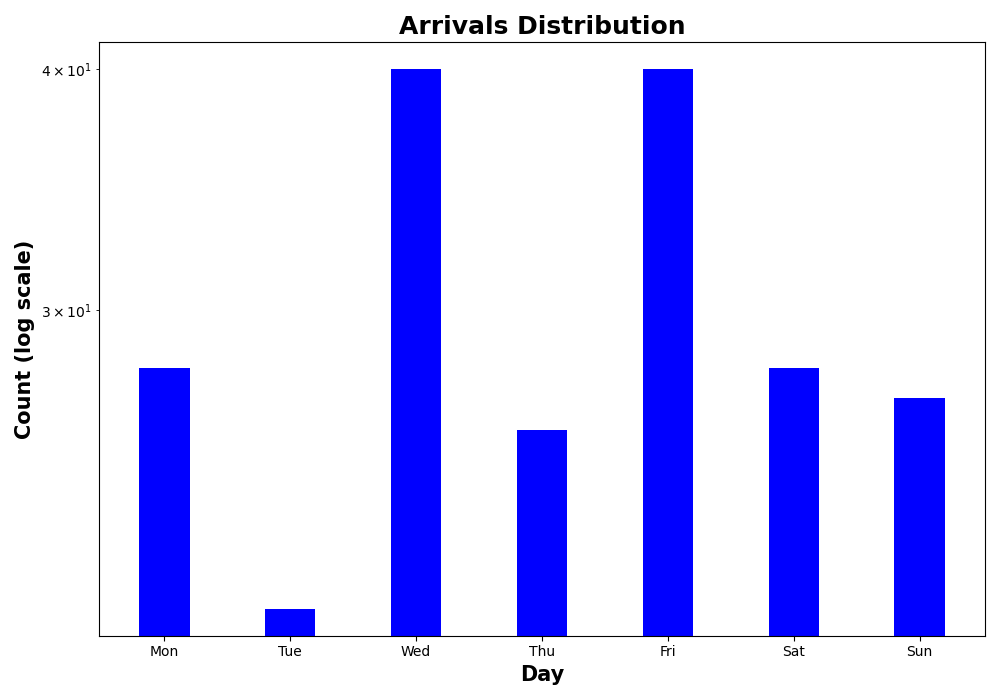 Arrivals Distribution
Count (log scale)
4 × 10¹
3 × 10¹
Mon Tue Wed Thu Fri Sat Sun
Day